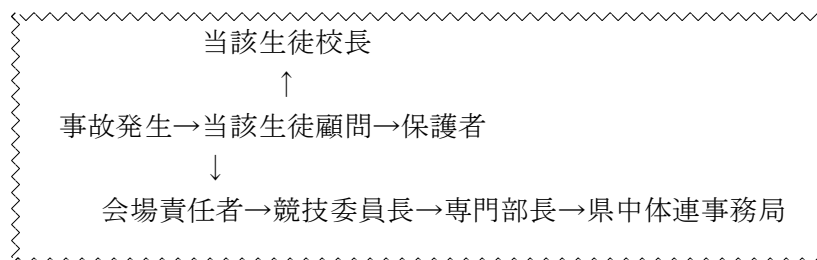 当該生徒校長
↑
事故発生→当該生徒顧問→保護者
↓
会場責任者→競技委員長→専門部長→県中体連事務局